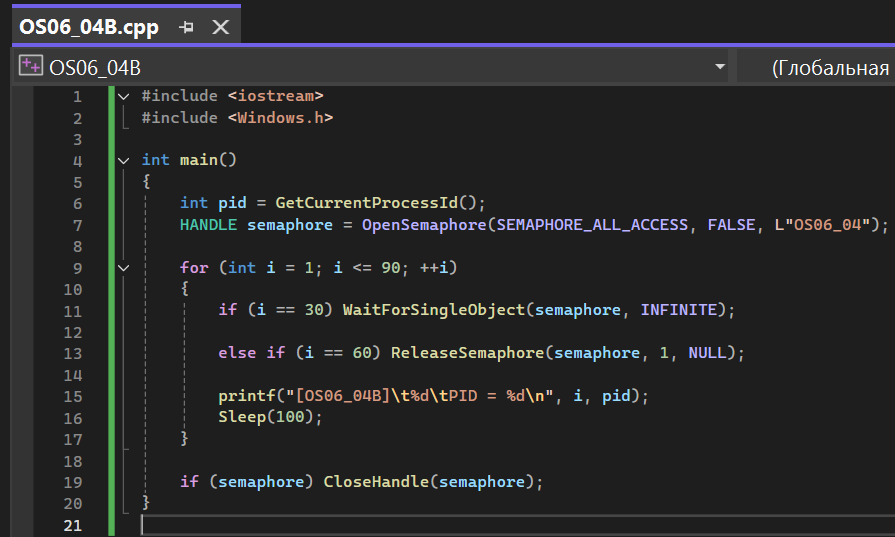 OS06_04B.cpp
OS06_04B (Глобальная
1 #include <iostream>
2 #include <Windows.h>
3
4 int main()
5 {
6 int pid = GetCurrentProcessId();
7 HANDLE semaphore = OpenSemaphore(SEMAPHORE_ALL_ACCESS, FALSE, L"OS06_04");
8
9 for (int i = 1; i <= 90; ++i)
10 {
11 if (i == 30) WaitForSingleObject(semaphore, INFINITE);
12
13 else if (i == 60) ReleaseSemaphore(semaphore, 1, NULL);
14
15 printf("[OS06_04B]\t%d\tPID = %d\n", i, pid);
16 Sleep(100);
17 }
18
19 if (semaphore) CloseHandle(semaphore);
20 }
21